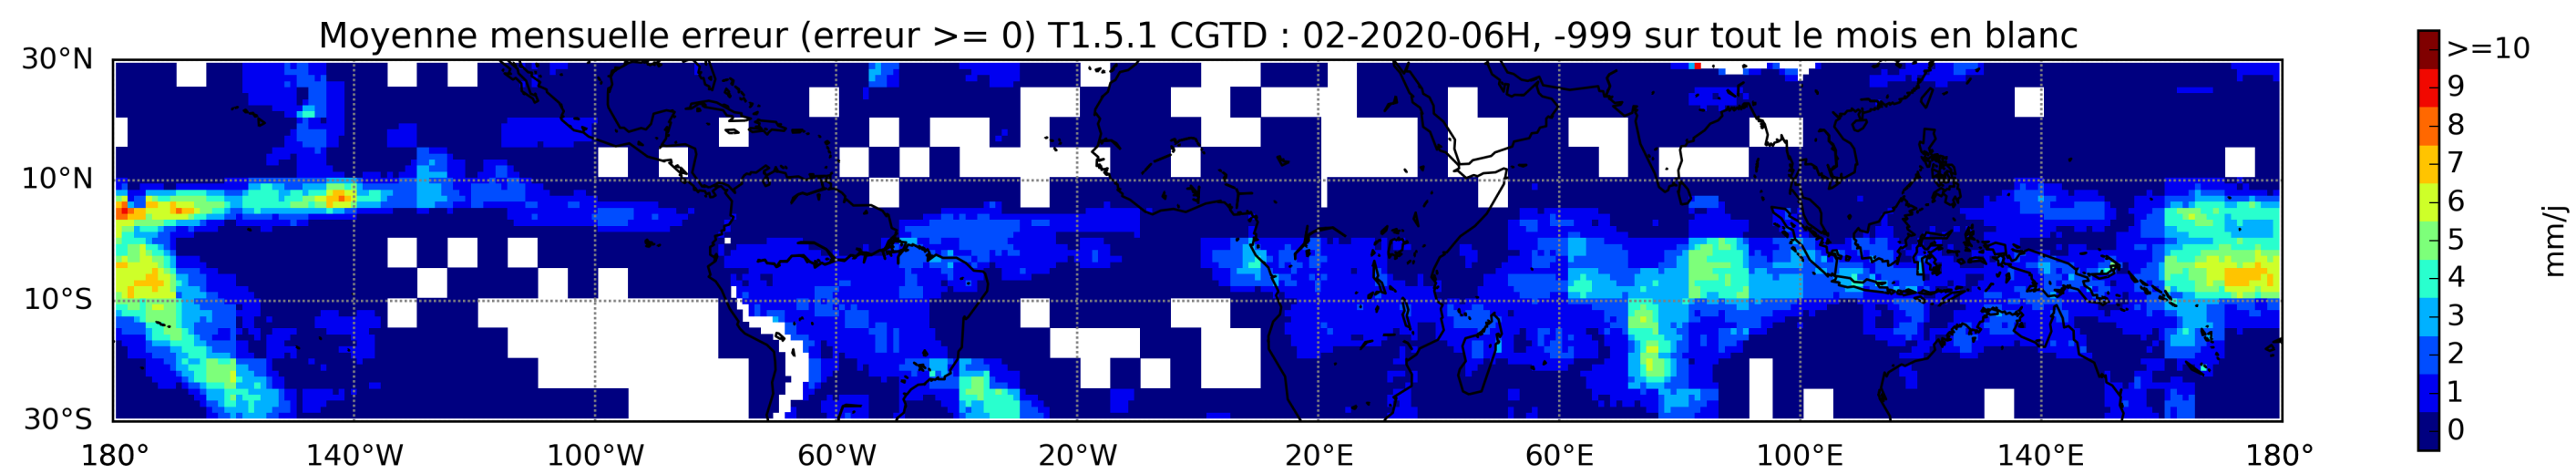 Moyenne mensuelle erreur (erreur >= 0) T1.5.1 CGTD : 02-2020-06H, -999 sur tout le mois en blanc
30°N
10°N
10°S
30°S
180° 140°W 100°W 60°W 20°W 20°E 60°E 100°E 140°E 180°
>=10
9
8
7
6
5
4
3
2
1
0
mm/j